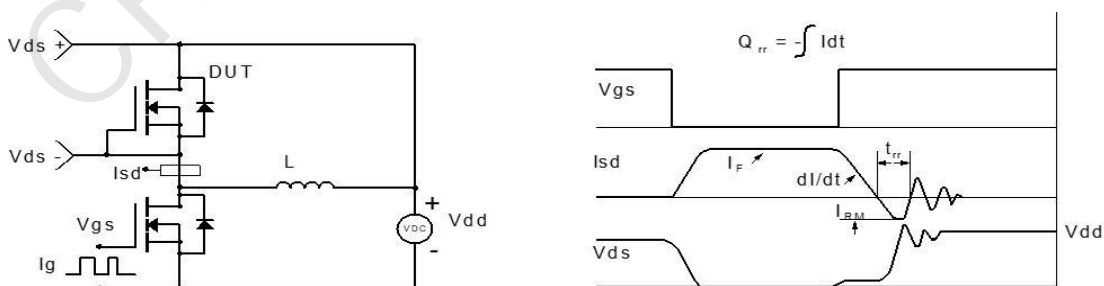 Vds +
DUT
Vds -
Isd
L
Vgs
Ig
+
VDC
-
Vdd
Q rr = -∫ Idt
Vgs
Isd
I F
dI/dt
t rr
I RM
Vdd
Vds